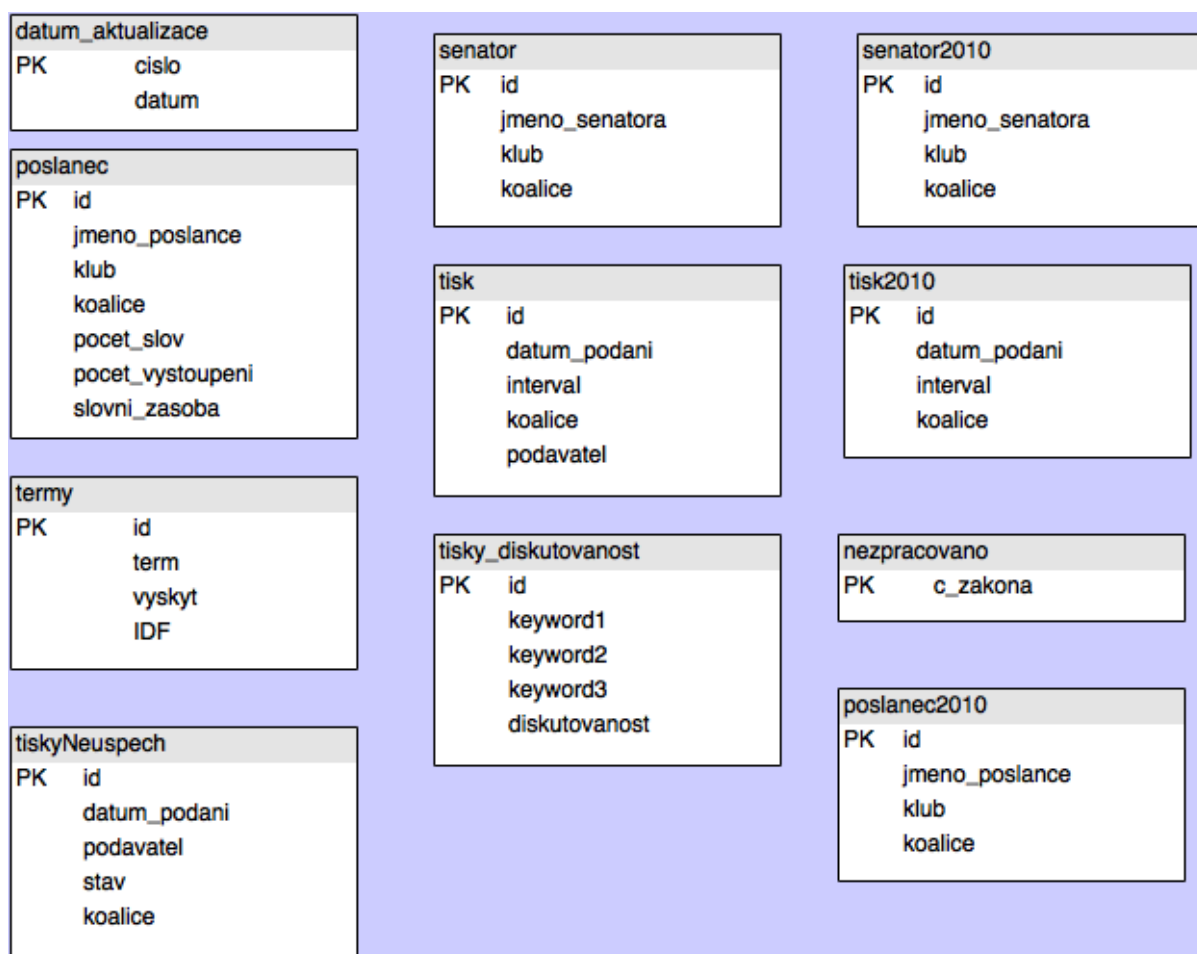 datum_aktualizace
PK cislo
datum
poslanec
PK id
jmeno_poslance
klub
koalice
pocet_slov
pocet_vystoupeni
slovni_zasoba
termy
PK id
term
vyskyt
IDF
tiskyNeuspech
PK id
datum_podani
podavatel
stav
koalice
senator
PK id
jmeno_senatora
klub
koalice
tisk
PK id
datum_podani
interval
koalice
podavatel
tisky_diskutovanost
PK id
keyword1
keyword2
keyword3
diskutovanost
senator2010
PK id
jmeno_senatora
klub
koalice
tisk2010
PK id
datum_podani
interval
koalice
nezpracovano
PK c_zakona
poslanec2010
PK id
jmeno_poslance
klub
koalice